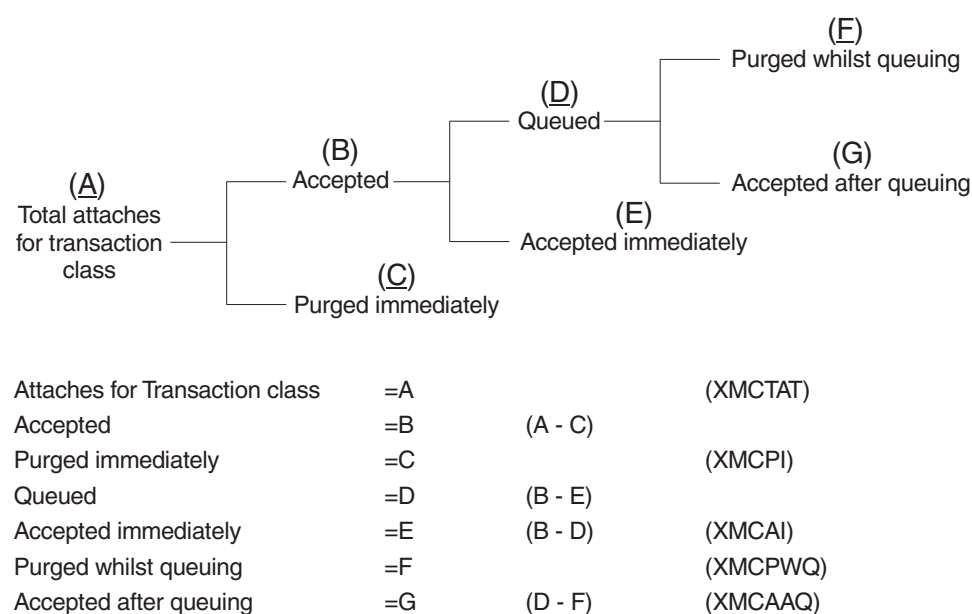 (F)
Purged whilst queuing
(D)
Queued
(B)
Accepted
(G)
Accepted after queuing
(A)
Total attaches
for transaction
class
(E)
Accepted immediately
(C)
Purged immediately
Attaches for Transaction class =A (XMCTAT)
Accepted =B (A - C)
Purged immediately =C (XMCPI)
Queued =D (B - E)
Accepted immediately =E (B - D) (XMCAI)
Purged whilst queuing =F (XMCPWQ)
Accepted after queuing =G (D - F) (XMCAAQ)